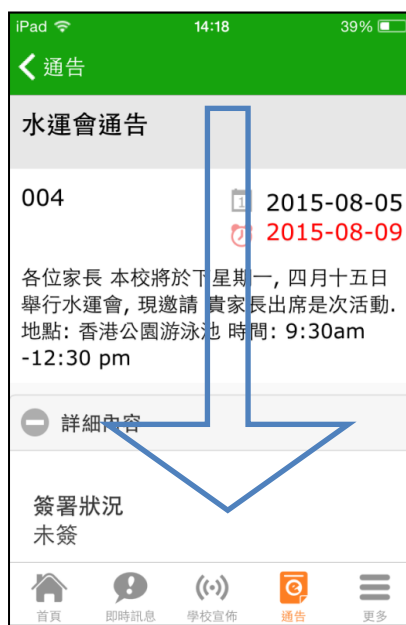 iPad 14:18 39%
通告
水運會通告
004 1 2015-08-05
2015-08-09
各位家長 本校將於下星期一, 四月十五日
舉行水運會, 現邀請 貴家長出席是次活動.
地點: 香港公園游泳池 時間: 9:30am
-12:30 pm
詳細內容
簽署狀況
未簽
首頁 即時訊息 學校宣佈 通告 更多